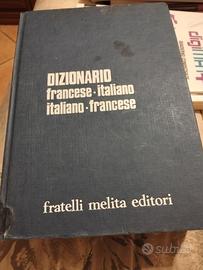 DIZIONARIO
francese·italiano
italiano·francese
fratelli melita editori
subito